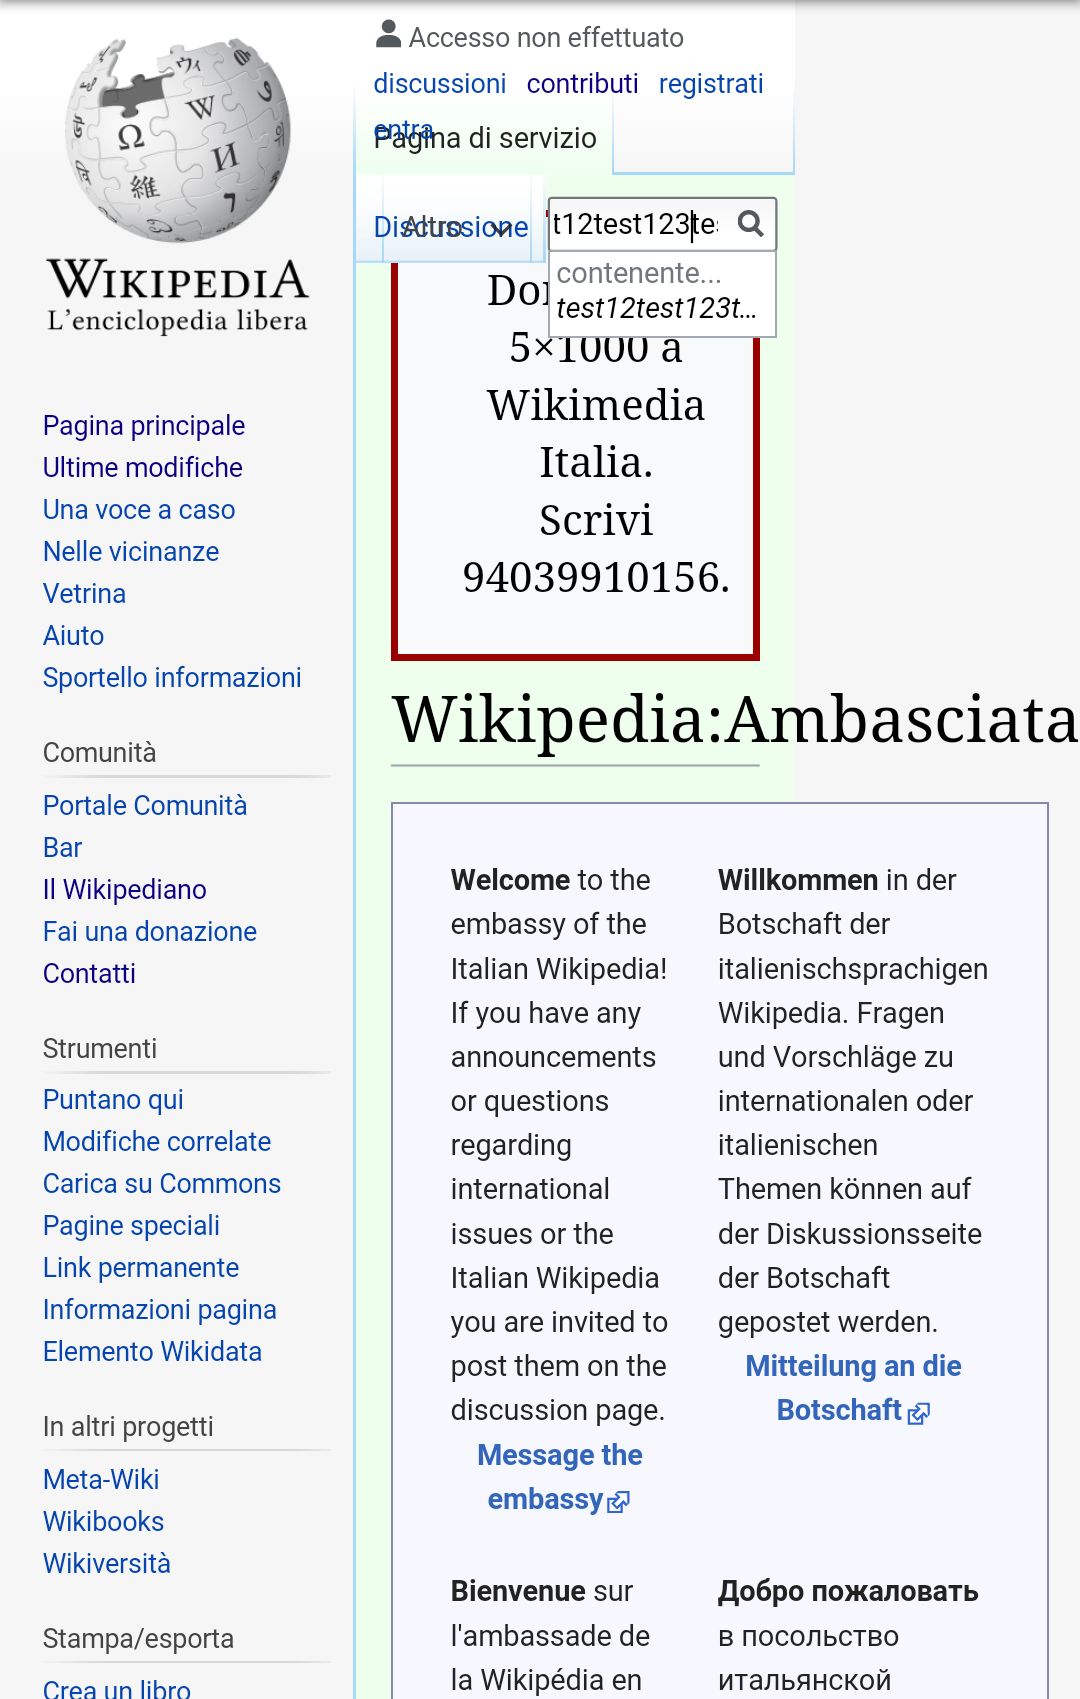 WIKIPEDIA
L'enciclopedia libera
Accesso non effettuato
discussioni contributi registrati
entra
Pagina di servizio
Discussione
Altro
t12test123te
contenente...
test12test123t...
5×1000 a
Wikimedia
Italia.
Scrivi
94039910156.
Pagina principale
Ultime modifiche
Una voce a caso
Nelle vicinanze
Vetrina
Aiuto
Sportello informazioni
Comunità
Portale Comunità
Bar
Il Wikipediano
Fai una donazione
Contatti
Strumenti
Puntano qui
Modifiche correlate
Carica su Commons
Pagine speciali
Link permanente
Informazioni pagina
Elemento Wikidata
In altri progetti
Meta-Wiki
Wikibooks
Wikiversità
Stampa/esporta
Crea un libro
Wikipedia:Ambasciata
Welcome to the
embassy of the
Italian Wikipedia!
If you have any
announcements
or questions
regarding
international
issues or the
Italian Wikipedia
you are invited to
post them on the
discussion page.
Message the
embassy
Willkommen in der
Botschaft der
italienischsprachigen
Wikipedia. Fragen
und Vorschläge zu
internationalen oder
italienischen
Themen können auf
der Diskussionsseite
der Botschaft
gepostet werden.
Mitteilung an die
Botschaft
Bienvenue sur
l'ambassade de
la Wikipédia en
Добро пожаловать
в посольство
итальянской